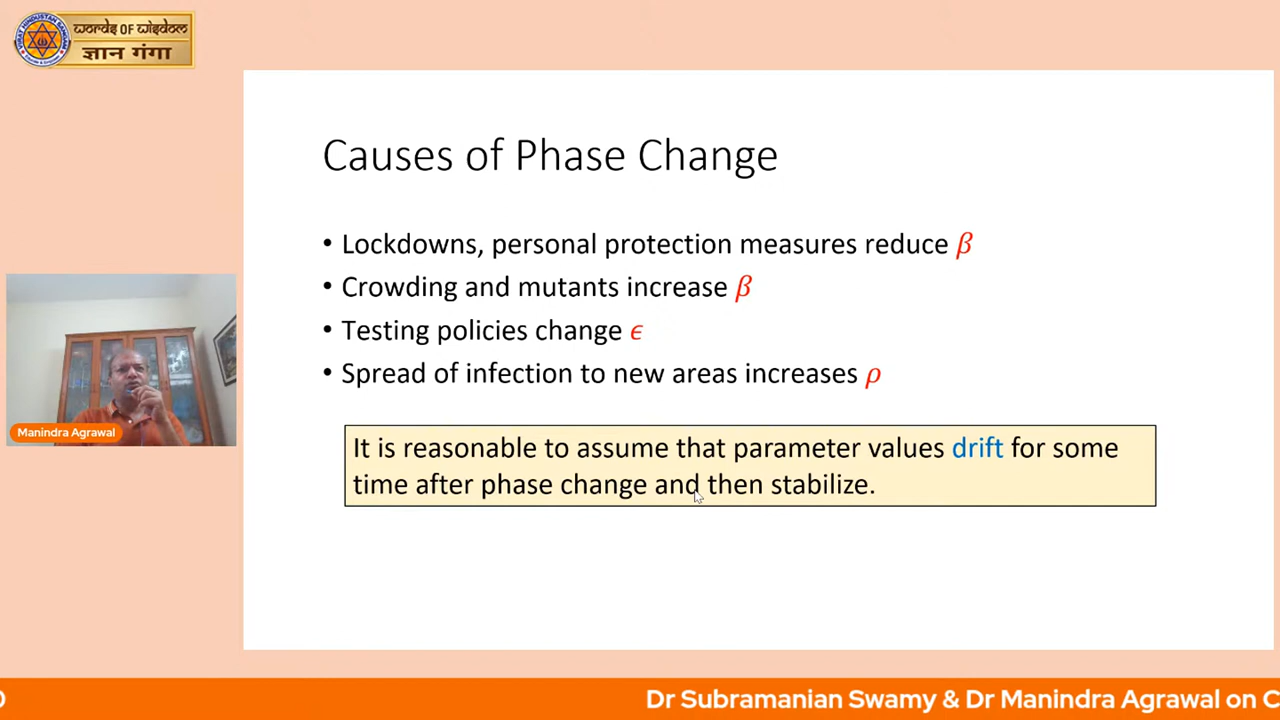 WORDS OF WISDOM
ज्ञान गंगा
Causes of Phase Change
• Lockdowns, personal protection measures reduce β
• Crowding and mutants increase β
• Testing policies change ϵ
• Spread of infection to new areas increases ρ
It is reasonable to assume that parameter values drift for some
time after phase change and then stabilize.
Manindra Agrawal
Dr Subramanian Swamy & Dr Manindra Agrawal on C